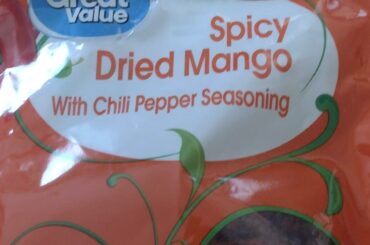 Great
Value
Spicy
Dried Mango
With Chili Pepper Seasoning